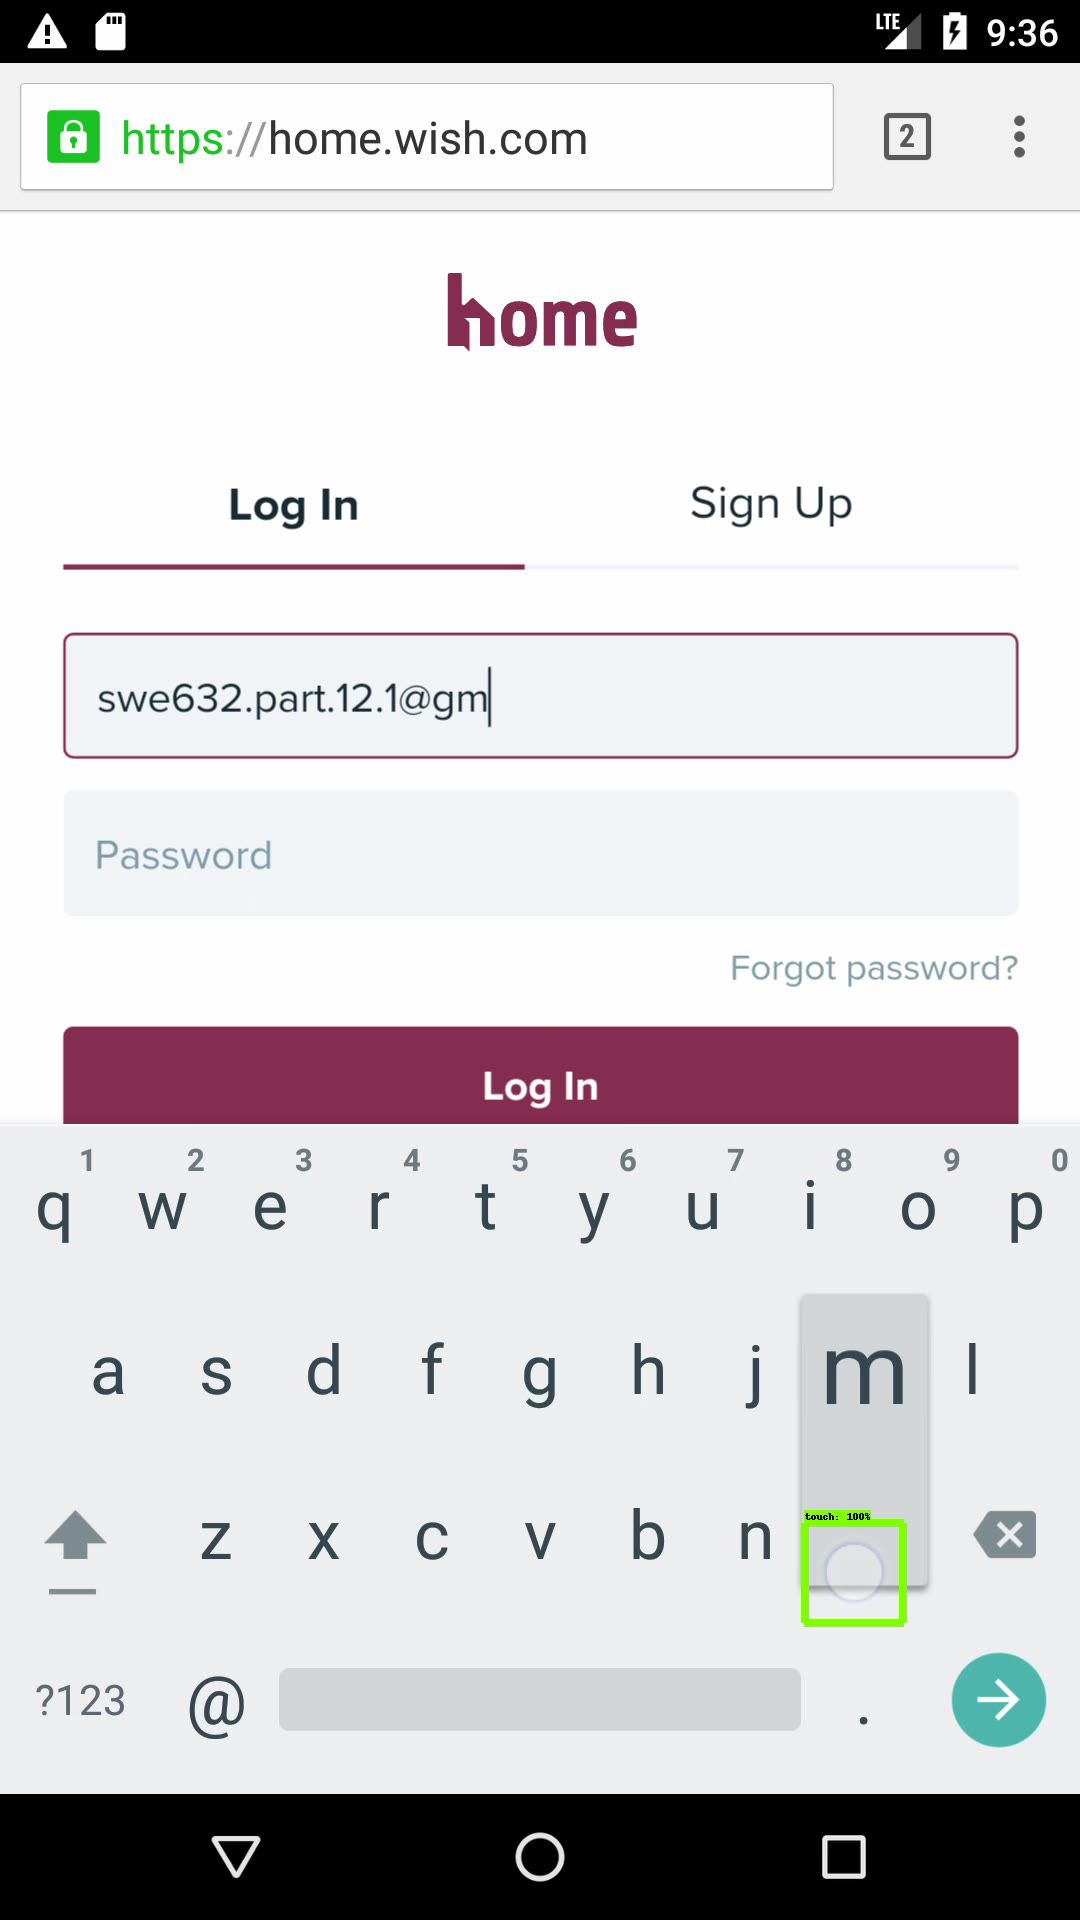 LTE 9:36
https://home.wish.com 2
home
Log In Sign Up
swe632.part.12.1@gm
Password
Forgot password?
Log In
1 2 3 4 5 6 7 8 9 0
q w e r t y u i o p
a s d f g h j m l
touch: 100%
z x c v b n
?123 @ .